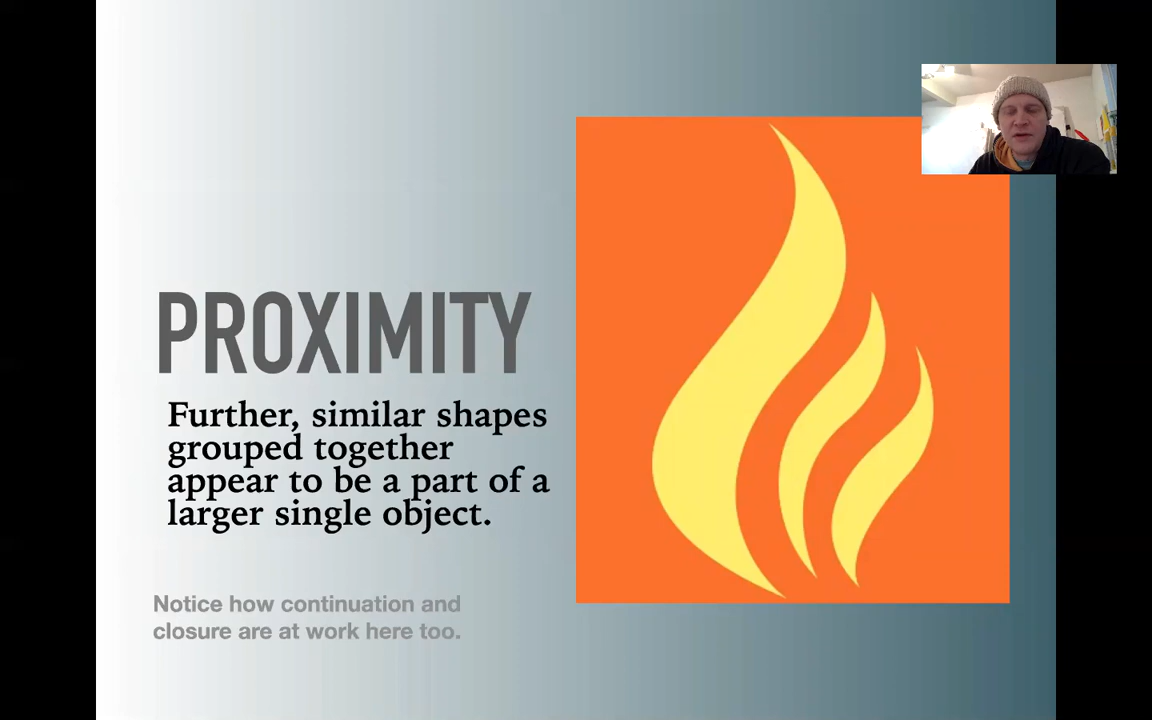 PROXIMITY
Further, similar shapes
grouped together
appear to be a part of a
larger single object.
Notice how continuation and
closure are at work here too.